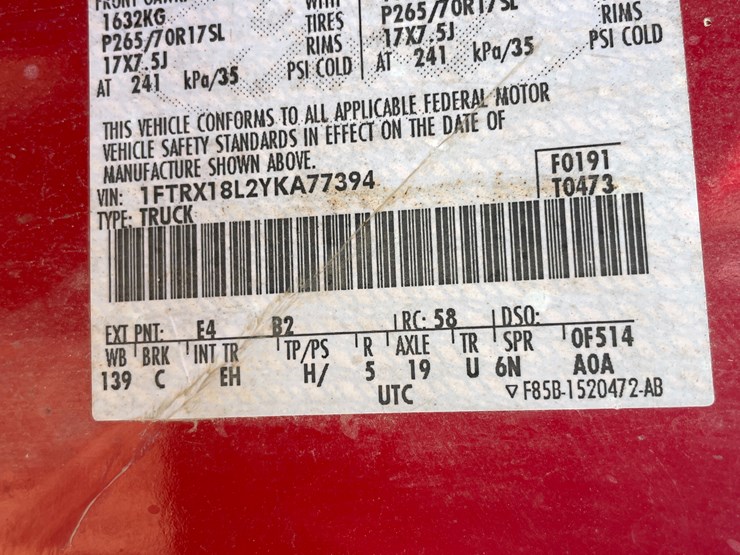 FRONT
WITH
1632KG
TIRES
P265/70R17SL
RIMS
17X7.5J
PSI COLD
AT 241 kPa/35
P265/70R17SL
RIMS
17X7.5J
PSI COLD
AT 241 kPa/35
THIS VEHICLE CONFORMS TO ALL APPLICABLE FEDERAL MOTOR
VEHICLE SAFETY STANDARDS IN EFFECT ON THE DATE OF
MANUFACTURE SHOWN ABOVE.
VIN: 1FTRX18L2YKA77394
F0191
TYPE: TRUCK
T0473
EXT PNT: E4 B2 RC: 58 DSO:
WB BRK INT TR TP/PS R AXLE TR SPR 0F514
139 C EH H/ 5 19 U 6N A0A
UTC ▽ F85B-1520472-AB